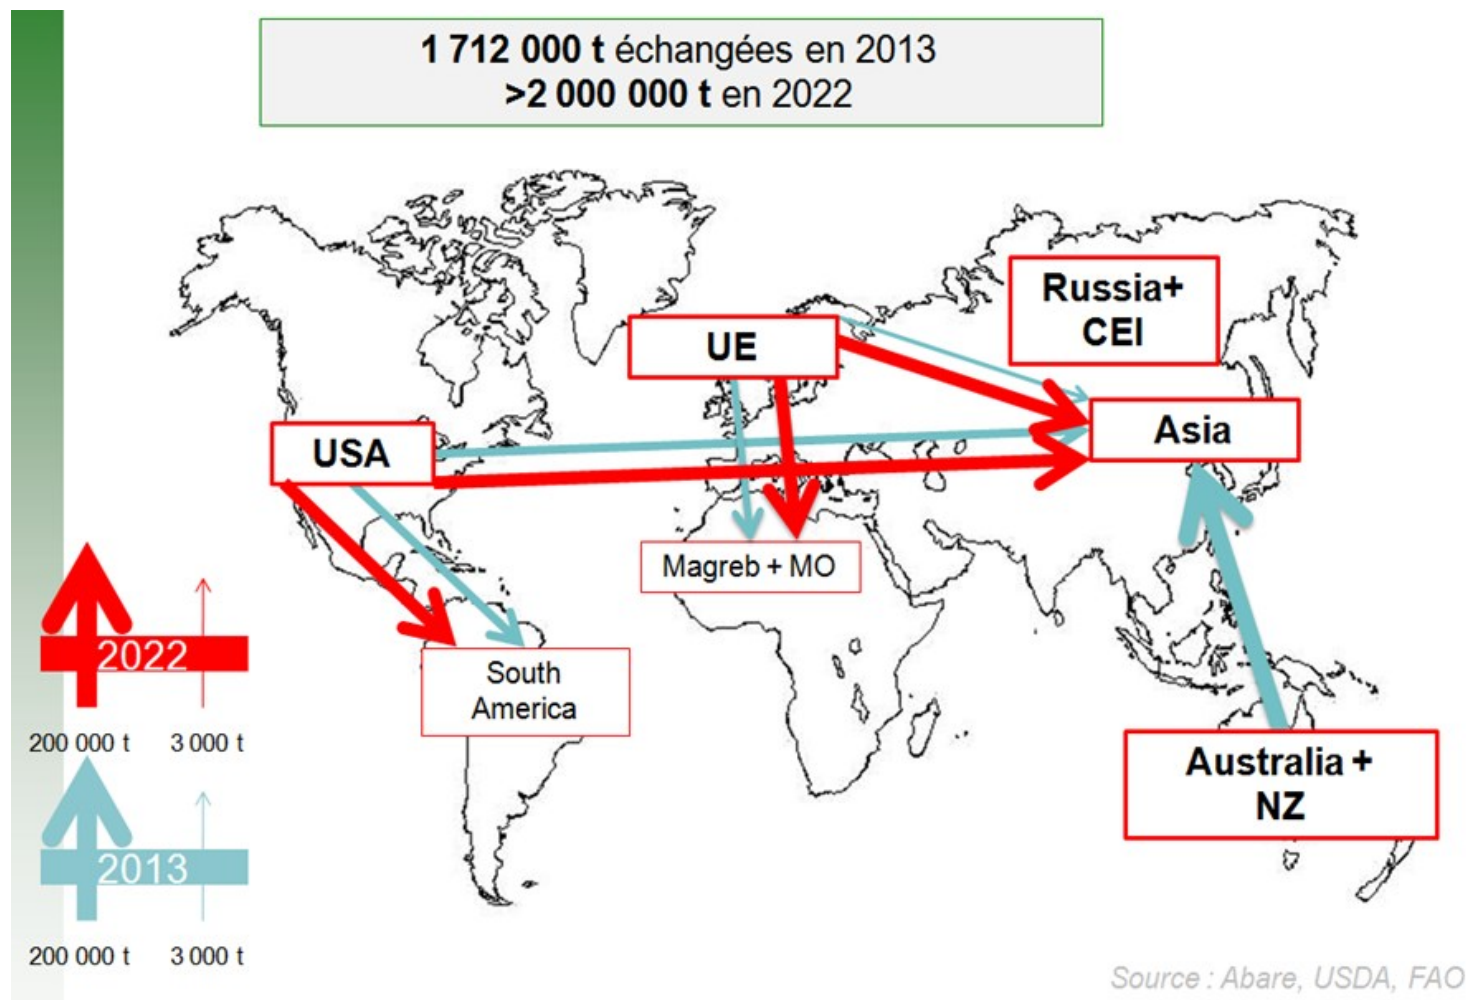 1 712 000 t échangées en 2013
>2 000 000 t en 2022
Russia+
CEI
UE
Asia
USA
Magreb + MO
South
America
2022
200 000 t 3 000 t
Australia +
NZ
2013
200 000 t 3 000 t
Source : Abare, USDA, FAO